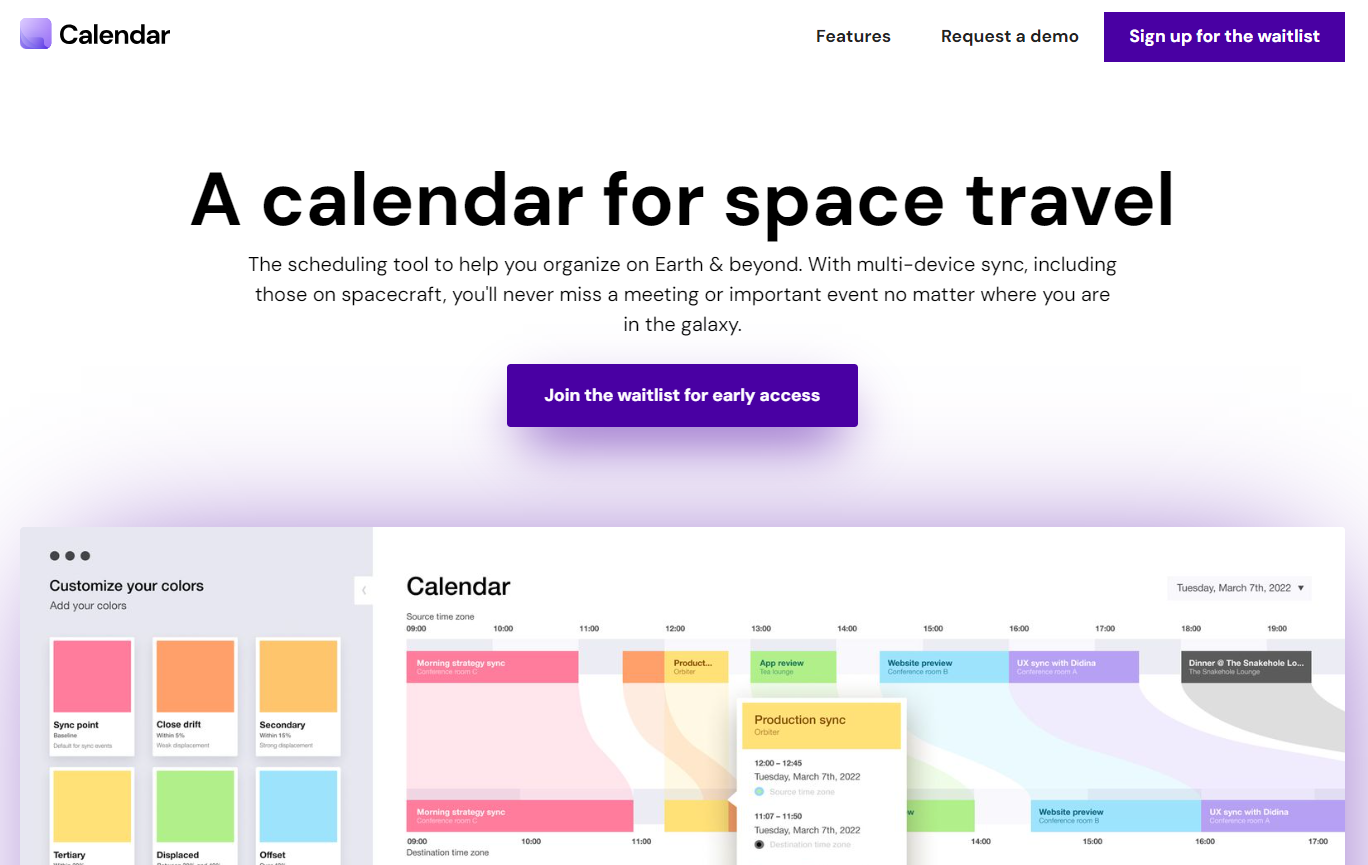 Calendar
Features
Request a demo
Sign up for the waitlist
A calendar for space travel
The scheduling tool to help you organize on Earth & beyond. With multi-device sync, including
those on spacecraft, you'll never miss a meeting or important event no matter where you are
in the galaxy.
Join the waitlist for early access
Customize your colors
Add your colors
Sync point
Baseline
Default for sync events
Close drift
Within 5%
Weak displacement
Secondary
Within 15%
Strong displacement
Tertiary
Displaced
Offset
Calendar
Tuesday, March 7th, 2022 ▼
Source time zone
09:00 10:00 11:00 12:00 13:00 14:00 15:00 16:00 17:00 18:00 19:00
Morning strategy sync
Conference room C
Product...
Orbiter
App review
Tea lounge
Website preview
Conference room B
UX sync with Didina
Conference room A
Dinner @ The Snakehole Lo...
The Snakehole Lounge
Production sync
Orbiter
12:00 – 12:45
Tuesday, March 7th, 2022
Source time zone
11:07 – 11:50
Tuesday, March 7th, 2022
Destination time zone
Morning strategy sync
Conference room C
w
Website preview
Conference room B
UX sync with Didina
Conference room A
09:00 10:00 11:00 14:00 15:00 16:00 17:00
Destination time zone